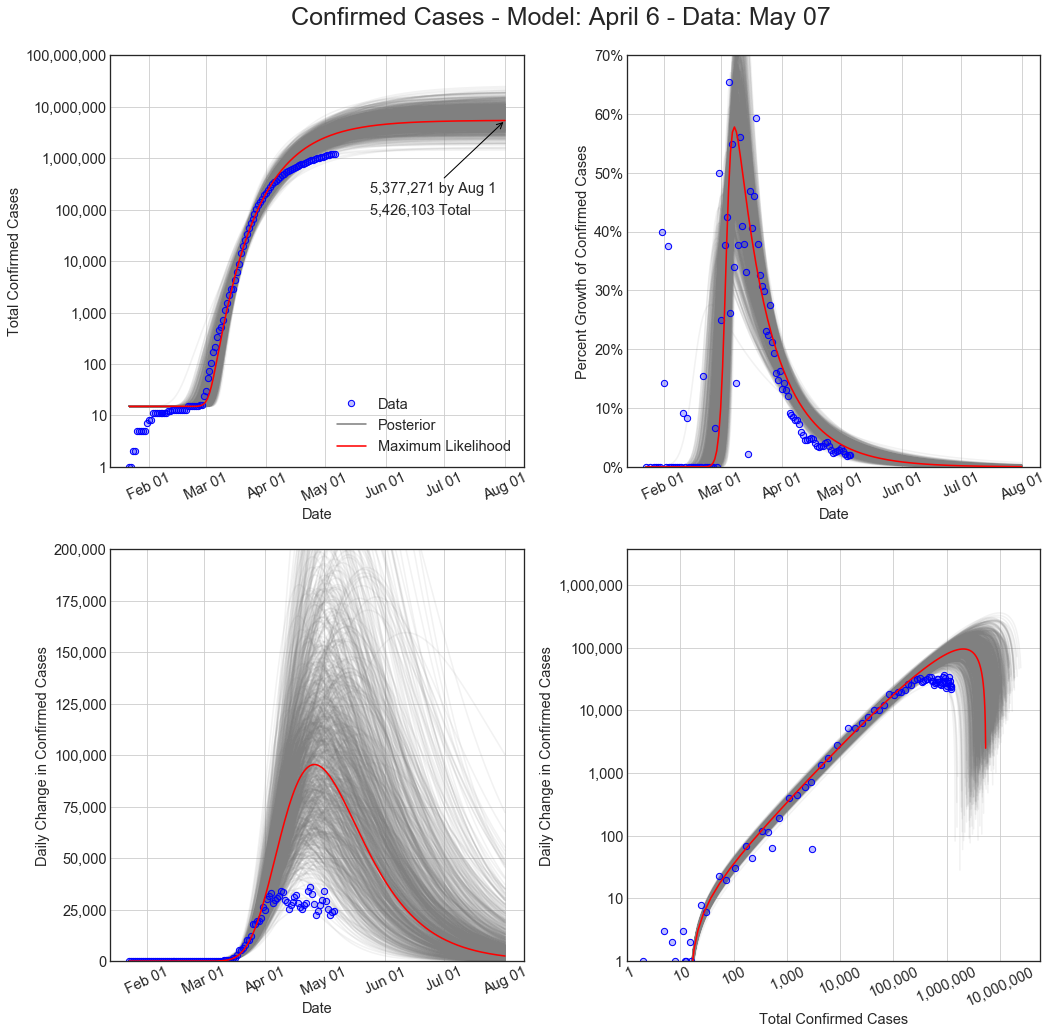 Confirmed Cases - Model: April 6 - Data: May 07
100,000,000
10,000,000
1,000,000
100,000
10,000
1,000
100
10
1
Total Confirmed Cases
5,377,271 by Aug 1
5,426,103 Total
Data
Posterior
Maximum Likelihood
Feb 01
Mar 01
Apr 01
May 01
Jun 01
Jul 01
Aug 01
Date
70%
60%
50%
40%
30%
20%
10%
0%
Percent Growth of Confirmed Cases
Feb 01
Mar 01
Apr 01
May 01
Jun 01
Jul 01
Aug 01
Date
200,000
175,000
150,000
125,000
100,000
75,000
50,000
25,000
0
Daily Change in Confirmed Cases
Feb 01
Mar 01
Apr 01
May 01
Jun 01
Jul 01
Aug 01
Date
1,000,000
100,000
10,000
1,000
100
10
1
Daily Change in Confirmed Cases
1
10
100
1,000
10,000
100,000
1,000,000
10,000,000
Total Confirmed Cases